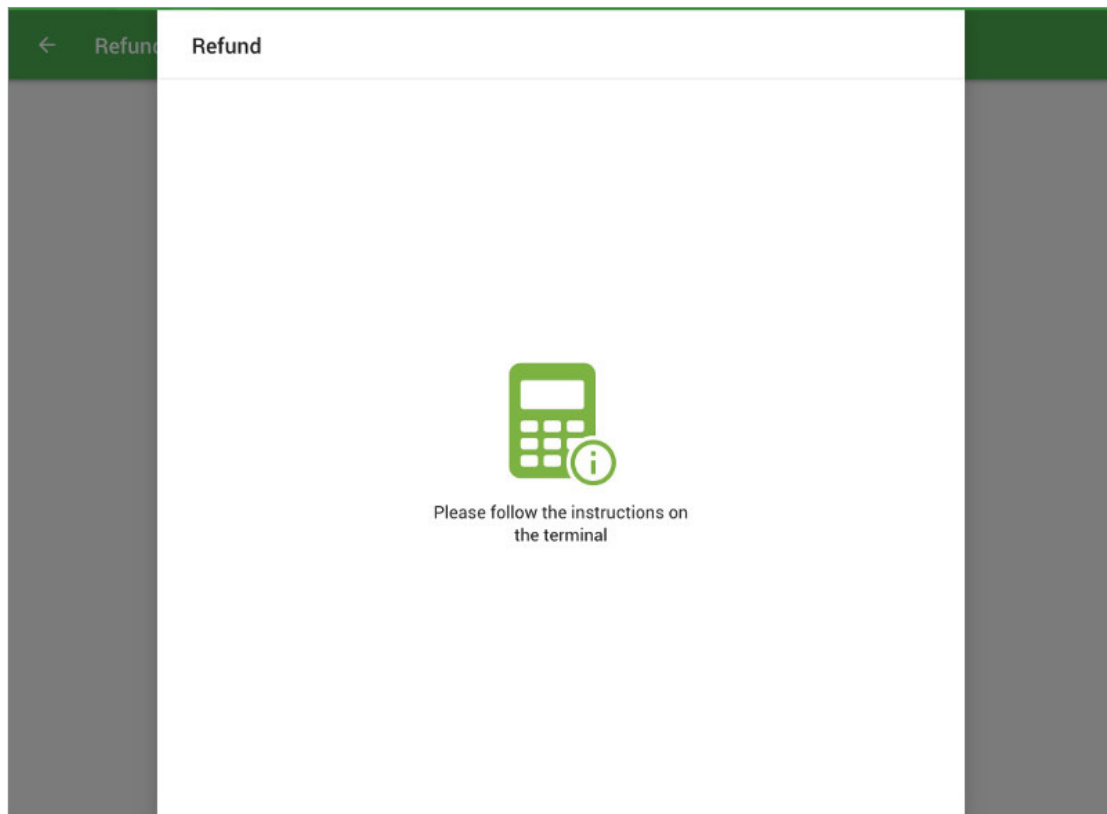 Refund
Refund
Please follow the instructions on
the terminal